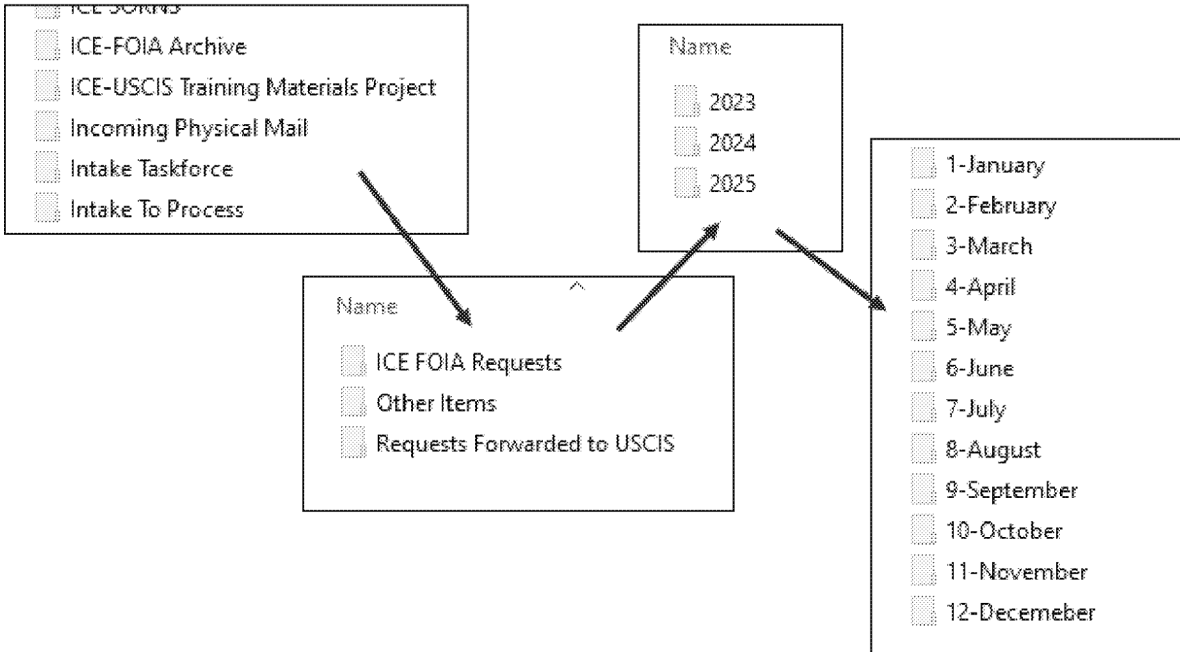 ICE SORNS
ICE-FOIA Archive
ICE-USCIS Training Materials Project
Incoming Physical Mail
Intake Taskforce
Intake To Process
Name
ICE FOIA Requests
Other Items
Requests Forwarded to USCIS
Name
2023
2024
2025
1-January
2-February
3-March
4-April
5-May
6-June
7-July
8-August
9-September
10-October
11-November
12-Decemeber